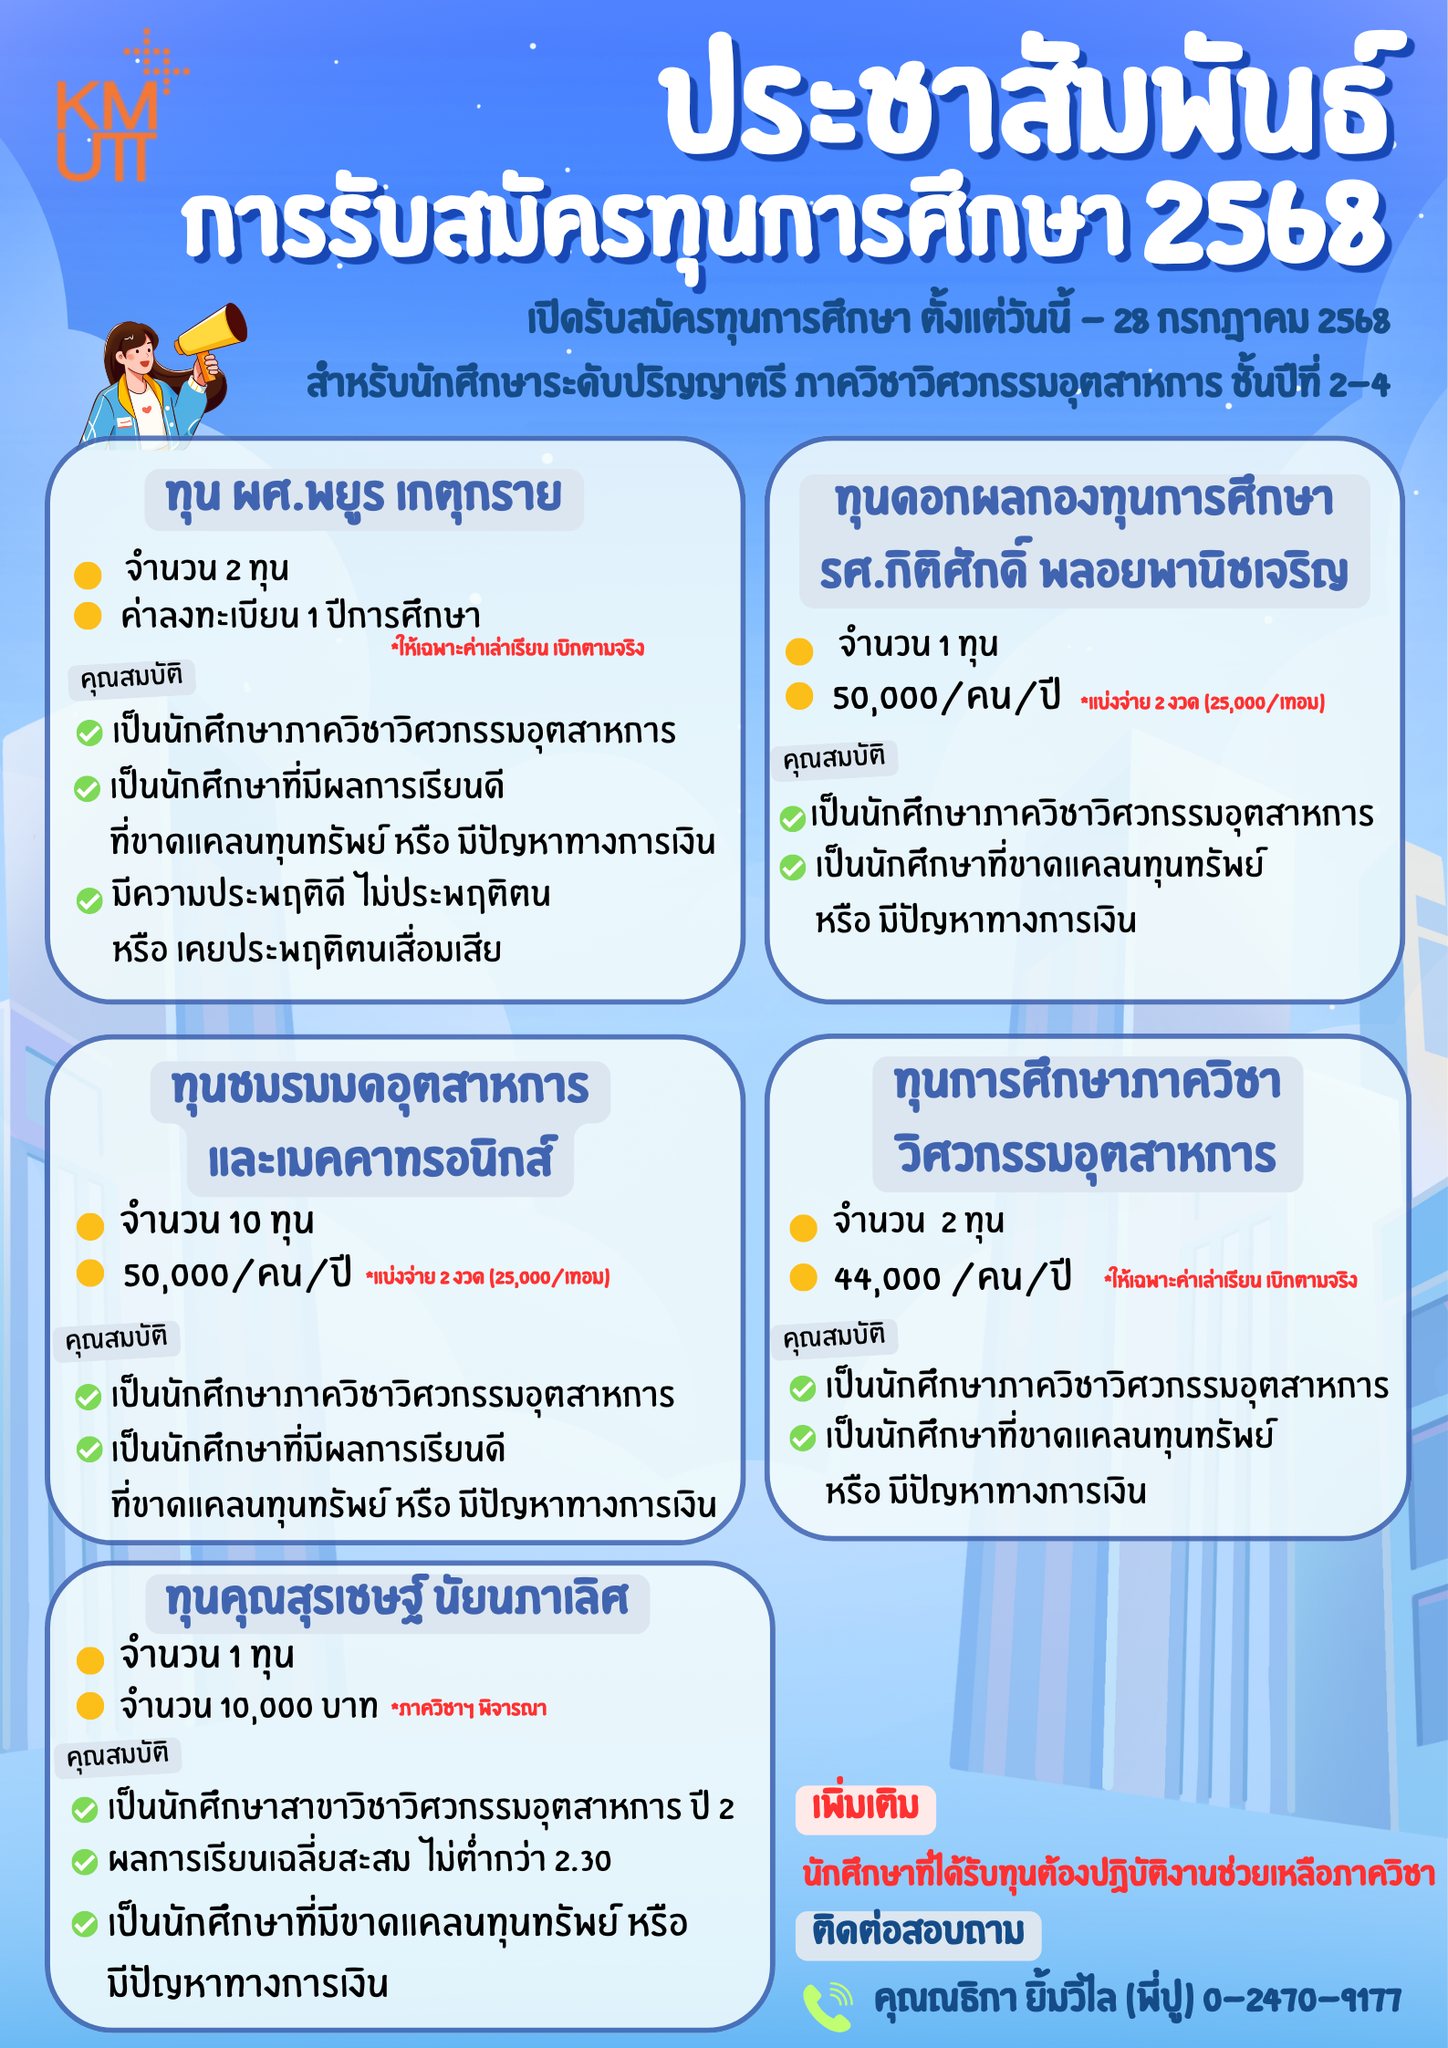 KM
UTT
ประชาสัมพันธ์
การรับสมัครทุนการศึกษา 2568
เปิดรับสมัครทุนการศึกษา ตั้งแต่วันนี้ – 28 กรกฎาคม 2568
สำหรับนักศึกษาระดับปริญญาตรี ภาควิชาวิศวกรรมอุตสาหการ ชั้นปีที่ 2–4
ทุน ผศ.พยูร เกตุกราย
จำนวน 2 ทุน
ค่าลงทะเบียน 1 ปีการศึกษา
*ให้เฉพาะค่าเล่าเรียน เบิกตามจริง
คุณสมบัติ
เป็นนักศึกษาภาควิชาวิศวกรรมอุตสาหการ
เป็นนักศึกษาที่มีผลการเรียนดี
ที่ขาดแคลนทุนทรัพย์ หรือ มีปัญหาทางการเงิน
มีความประพฤติดี ไม่ประพฤติตน
หรือ เคยประพฤติตนเสื่อมเสีย
ทุนดอกผลกองทุนการศึกษา
รศ.กิติศักดิ์ พลอยพานิชเจริญ
จำนวน 1 ทุน
50,000/คน/ปี *แบ่งจ่าย 2 งวด (25,000/เทอม)
คุณสมบัติ
เป็นนักศึกษาภาควิชาวิศวกรรมอุตสาหการ
เป็นนักศึกษาที่ขาดแคลนทุนทรัพย์
หรือ มีปัญหาทางการเงิน
ทุนชมรมมดอุตสาหการ
และเมคคาทรอนิกส์
จำนวน 10 ทุน
50,000/คน/ปี *แบ่งจ่าย 2 งวด (25,000/เทอม)
คุณสมบัติ
เป็นนักศึกษาภาควิชาวิศวกรรมอุตสาหการ
เป็นนักศึกษาที่มีผลการเรียนดี
ที่ขาดแคลนทุนทรัพย์ หรือ มีปัญหาทางการเงิน
ทุนการศึกษาภาควิชา
วิศวกรรมอุตสาหการ
จำนวน 2 ทุน
44,000 /คน/ปี *ให้เฉพาะค่าเล่าเรียน เบิกตามจริง
คุณสมบัติ
เป็นนักศึกษาภาควิชาวิศวกรรมอุตสาหการ
เป็นนักศึกษาที่ขาดแคลนทุนทรัพย์
หรือ มีปัญหาทางการเงิน
ทุนคุณสุรเชษฐ์ นัยนภาเลิศ
จำนวน 1 ทุน
จำนวน 10,000 บาท *ภาควิชาฯ พิจารณา
คุณสมบัติ
เป็นนักศึกษาสาขาวิชาวิศวกรรมอุตสาหการ ปี 2
ผลการเรียนเฉลี่ยสะสม ไม่ต่ำกว่า 2.30
เป็นนักศึกษาที่มีขาดแคลนทุนทรัพย์ หรือ
มีปัญหาทางการเงิน
เพิ่มเติม
นักศึกษาที่ได้รับทุนต้องปฏิบัติงานช่วยเหลือภาควิชา
ติดต่อสอบถาม
คุณณธิกา ยิ้มวิไล (พี่ปู) 0–2470–9177